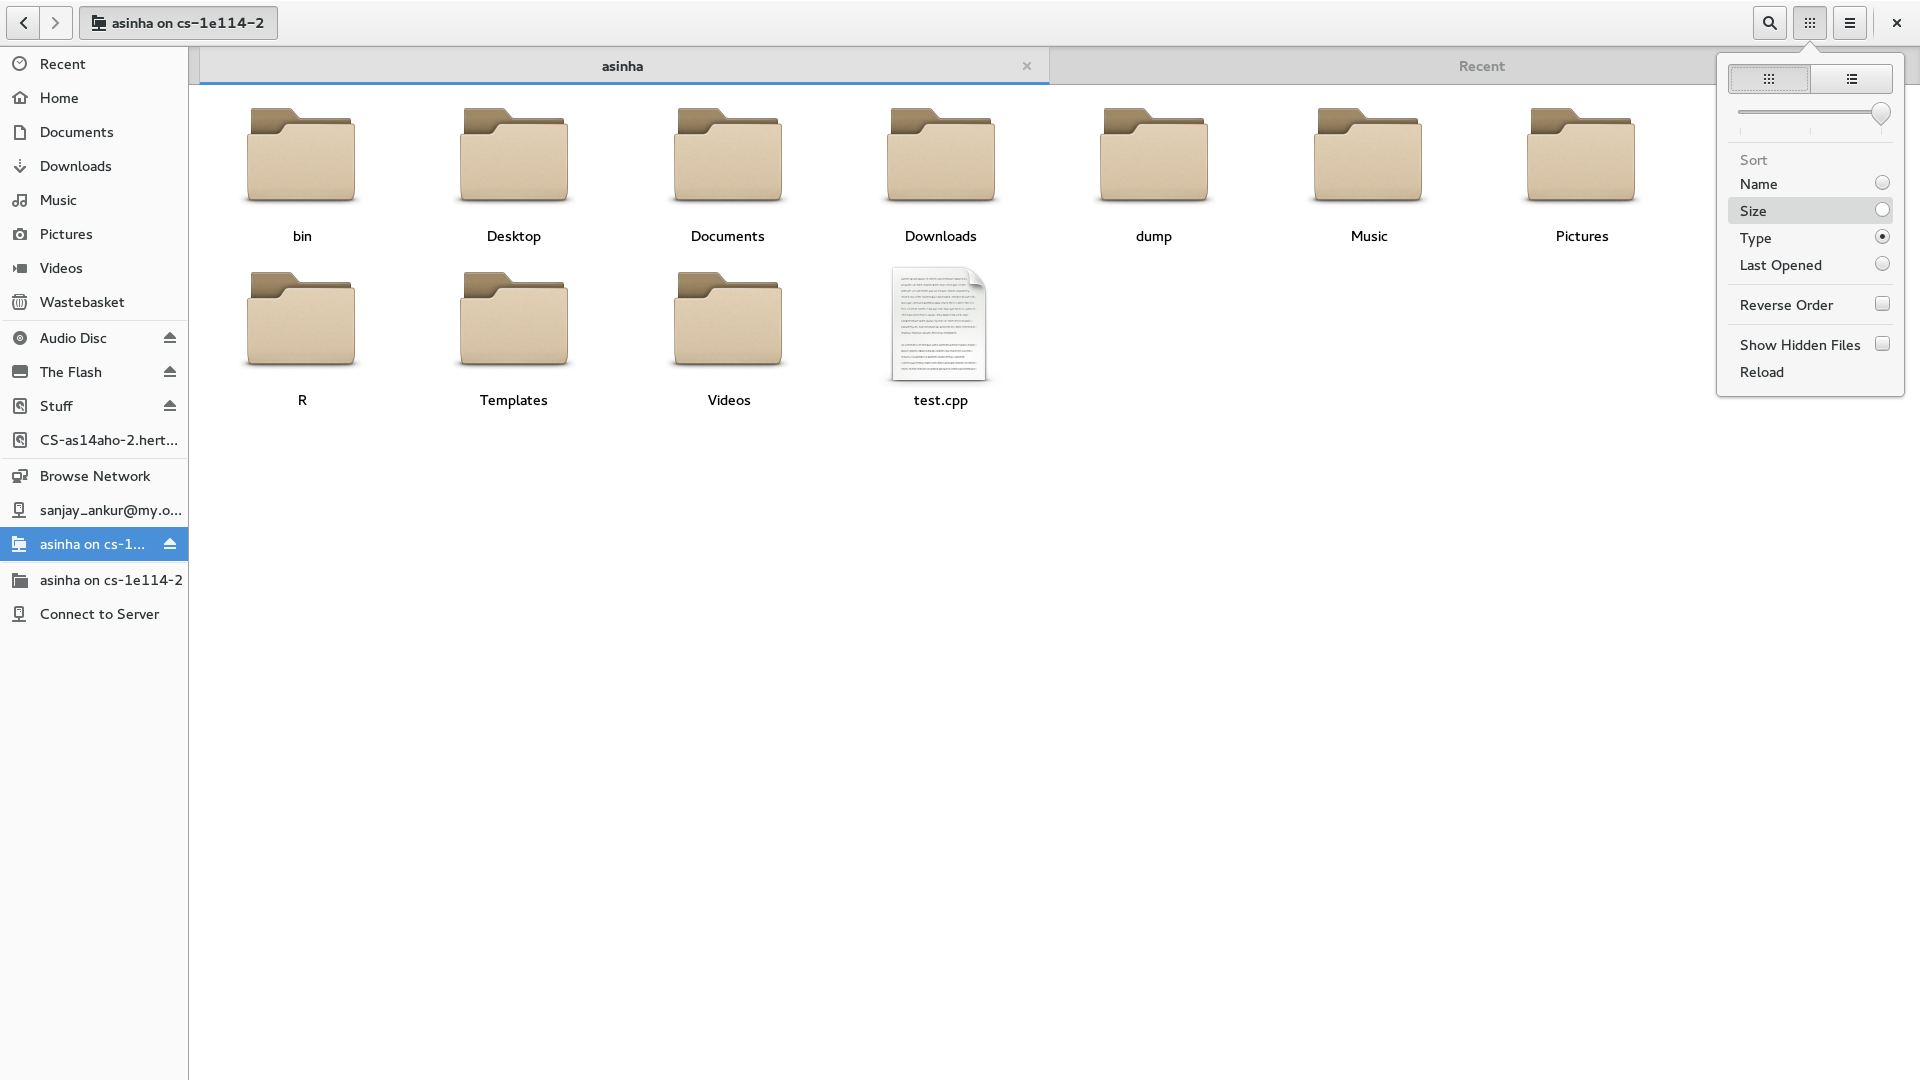 asinha on cs-1e114-2
Recent
Home
Documents
Downloads
Music
Pictures
Videos
Wastebasket
Audio Disc
The Flash
Stuff
CS-as14aho-2.hert...
Browse Network
sanjay_ankur@my.o...
asinha on cs-1...
asinha on cs-1e114-2
Connect to Server
asinha
Recent
bin
Desktop
Documents
Downloads
dump
Music
Pictures
R
Templates
Videos
test.cpp
Sort
Name
Size
Type
Last Opened
Reverse Order
Show Hidden Files
Reload